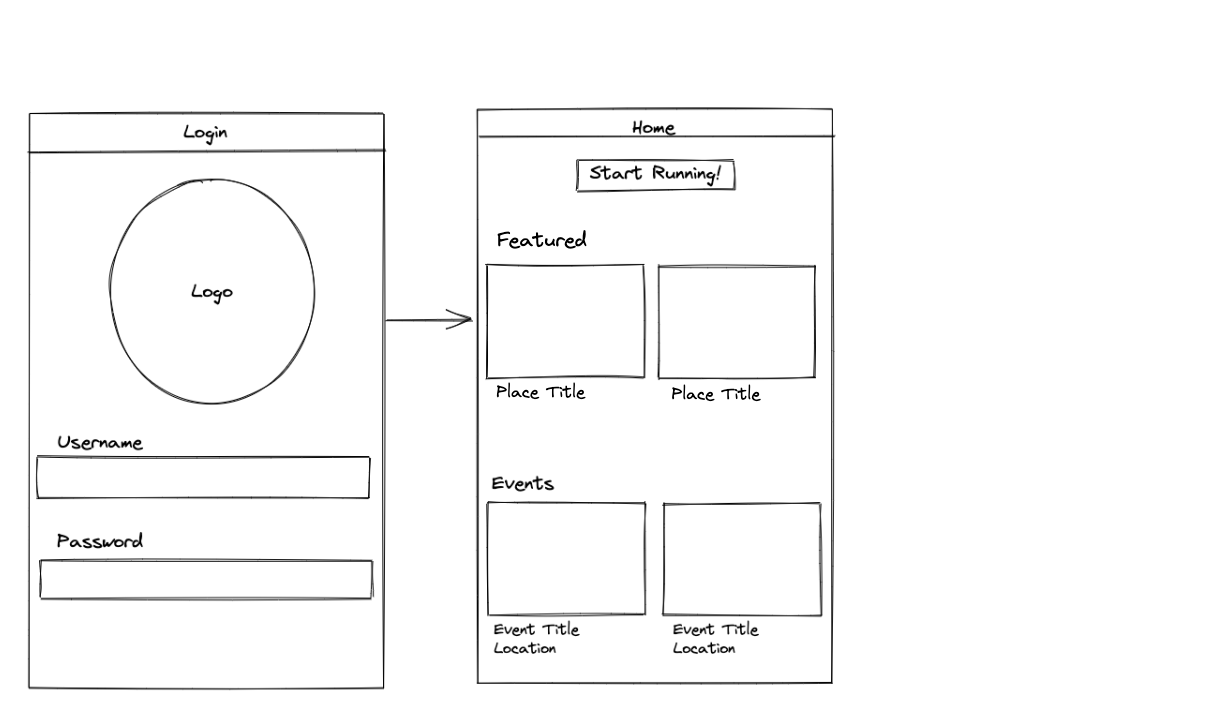 Login
Logo
Username
Password
Home
Start Running!
Featured
Place Title
Place Title
Events
Event Title
Location
Event Title
Location